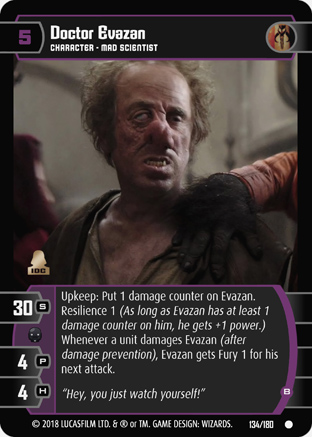 5
Doctor Evazan
CHARACTER • MAD SCIENTIST
IDC
30 S
4 P
4 H
Upkeep: Put 1 damage counter on Evazan.
Resilience 1 (As long as Evazan has at least 1
damage counter on him, he gets +1 power.)
Whenever a unit damages Evazan (after
damage prevention), Evazan gets Fury 1 for his
next attack.
"Hey, you just watch yourself!"
B
© 2018 LUCASFILM LTD. & ® or TM. GAME DESIGN: WIZARDS. 134/180